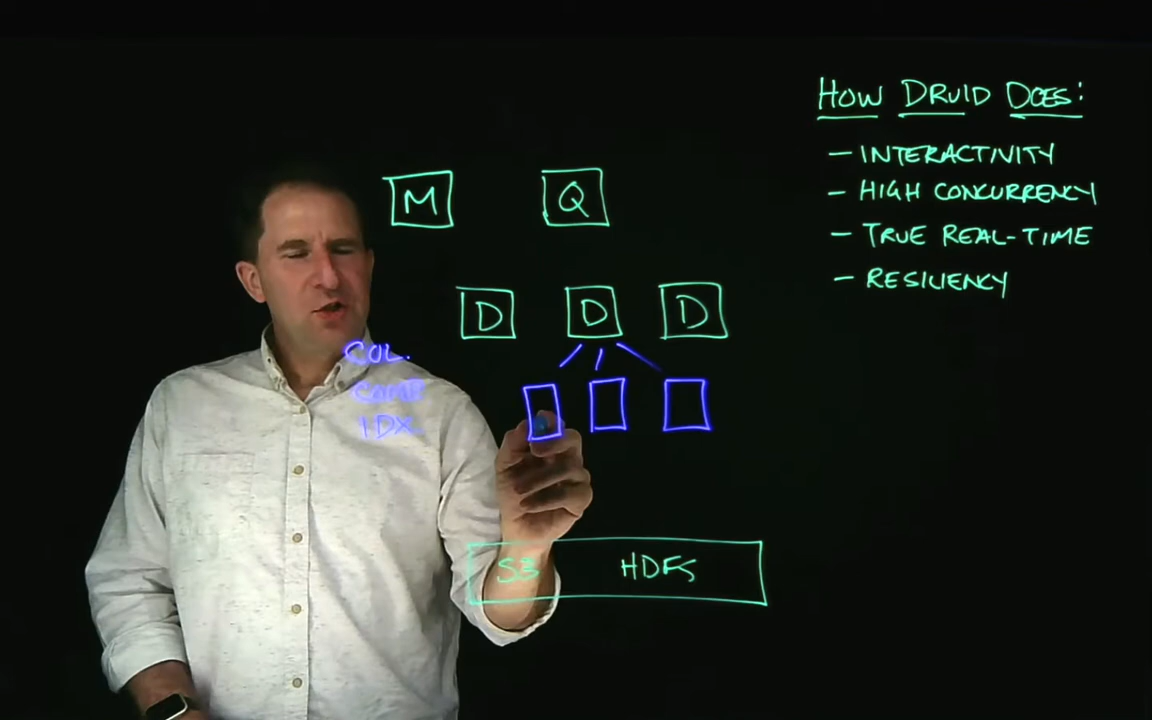 HOW DRUID DOES:
- INTERACTIVITY
- HIGH CONCURRENCY
- TRUE REAL-TIME
- RESILIENCY
M Q
D D D
COL.
COMP
IDX.
S3 HDFS